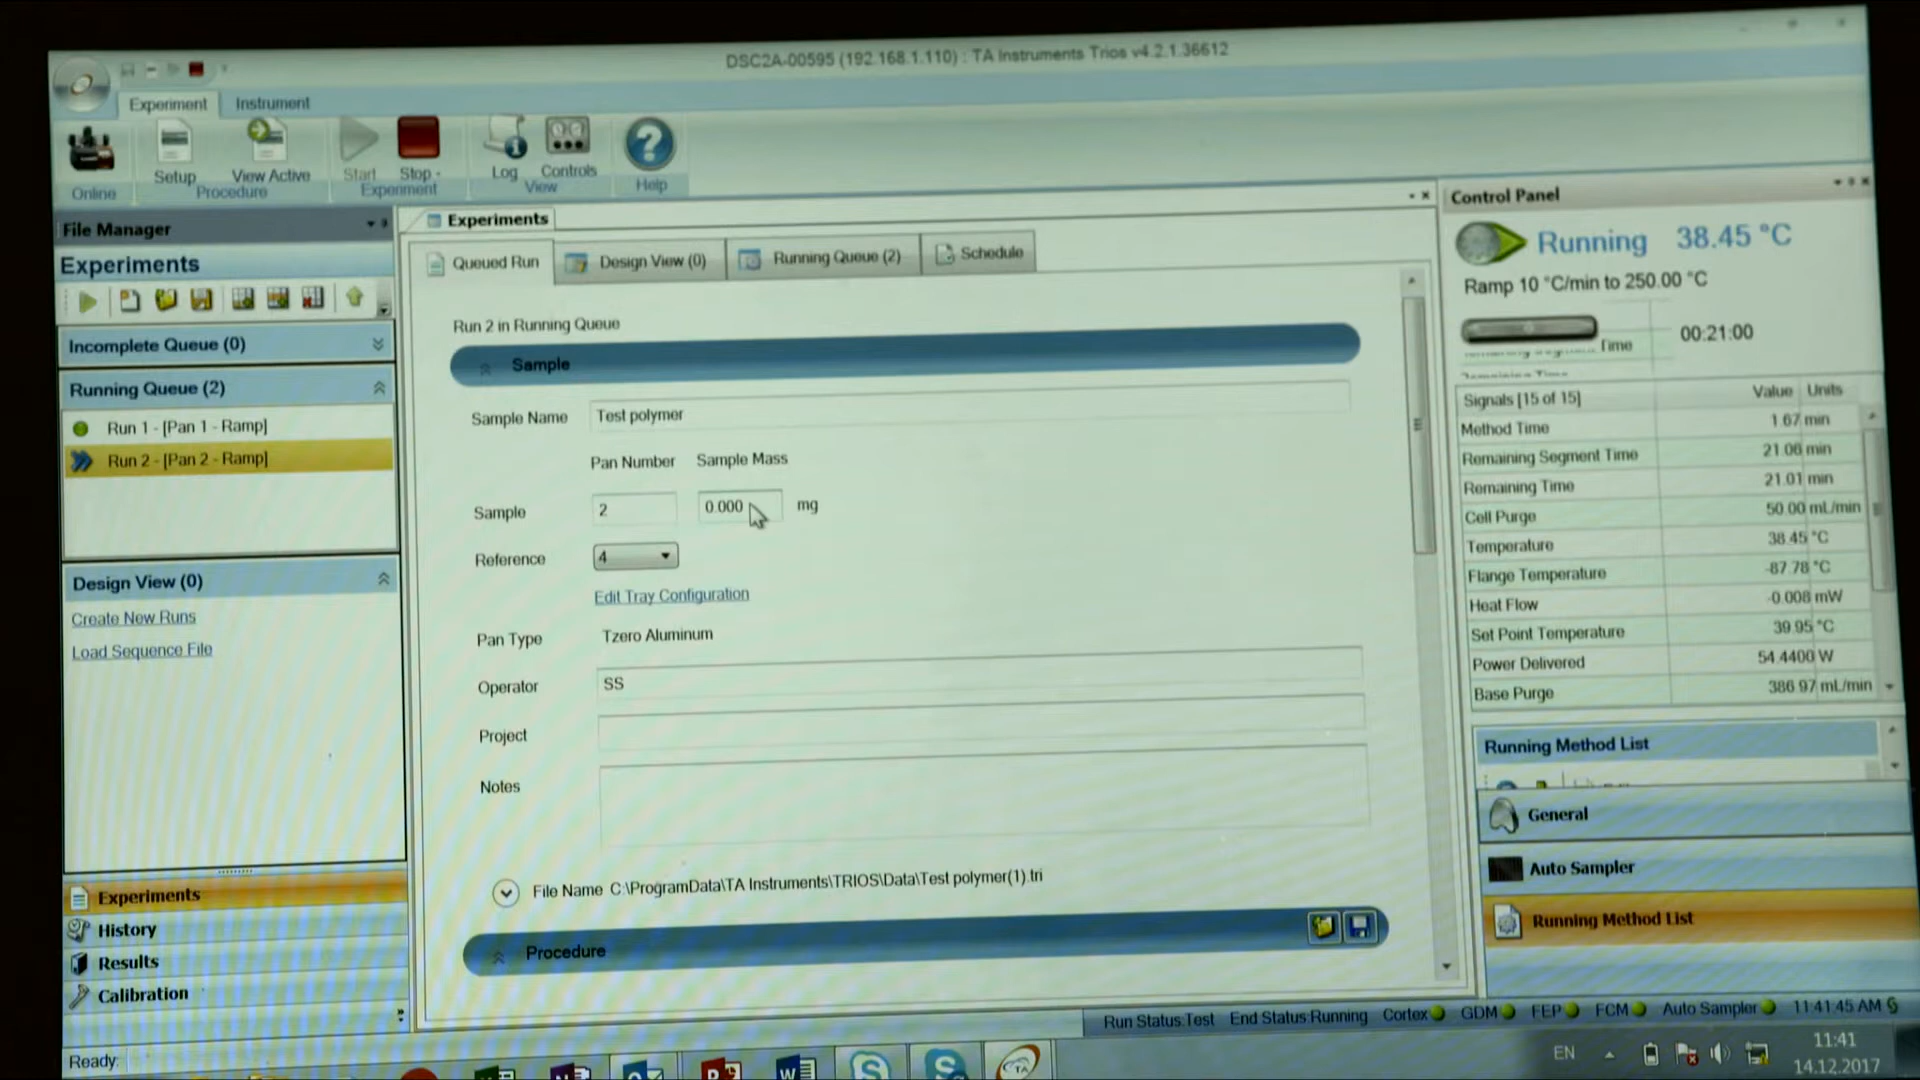 DSC2A-00595 (192.168.1.110) : TA Instruments Trios v4.2.1.36612
Experiment Instrument
Online
Setup View Active
Procedure
Start Stop
Experiment
Log Controls
View
Help
File Manager
Experiments
Incomplete Queue (0)
Running Queue (2)
Run 1 - [Pan 1 - Ramp]
Run 2 - [Pan 2 - Ramp]
Design View (0)
Create New Runs
Load Sequence File
Experiments
History
Results
Calibration
Ready:
Experiments
Queued Run Design View (0) Running Queue (2) Schedule
Run 2 in Running Queue
Sample
Sample Name Test polymer
Pan Number Sample Mass
Sample 2 0.000 mg
Reference 4
Edit Tray Configuration
Pan Type Tzero Aluminum
Operator SS
Project
Notes
File Name C:\ProgramData\TA Instruments\TRIOS\Data\Test polymer(1).tri
Procedure
Control Panel
Running 38.45 °C
Ramp 10 °C/min to 250.00 °C
Time 00:21:00
Signals [15 of 15] Value Units
Method Time 1.67 min
Remaining Segment Time 21.06 min
Remaining Time 21.01 min
Cell Purge 50.00 mL/min
Temperature 38.45 °C
Flange Temperature -87.78 °C
Heat Flow -0.008 mW
Set Point Temperature 39.95 °C
Power Delivered 54.4400 W
Base Purge 386.97 mL/min
Running Method List
General
Auto Sampler
Running Method List
Run Status:Test End Status:Running Cortex GDM FEP FCM Auto Sampler 11:41:45 AM
EN 11:41
14.12.2017